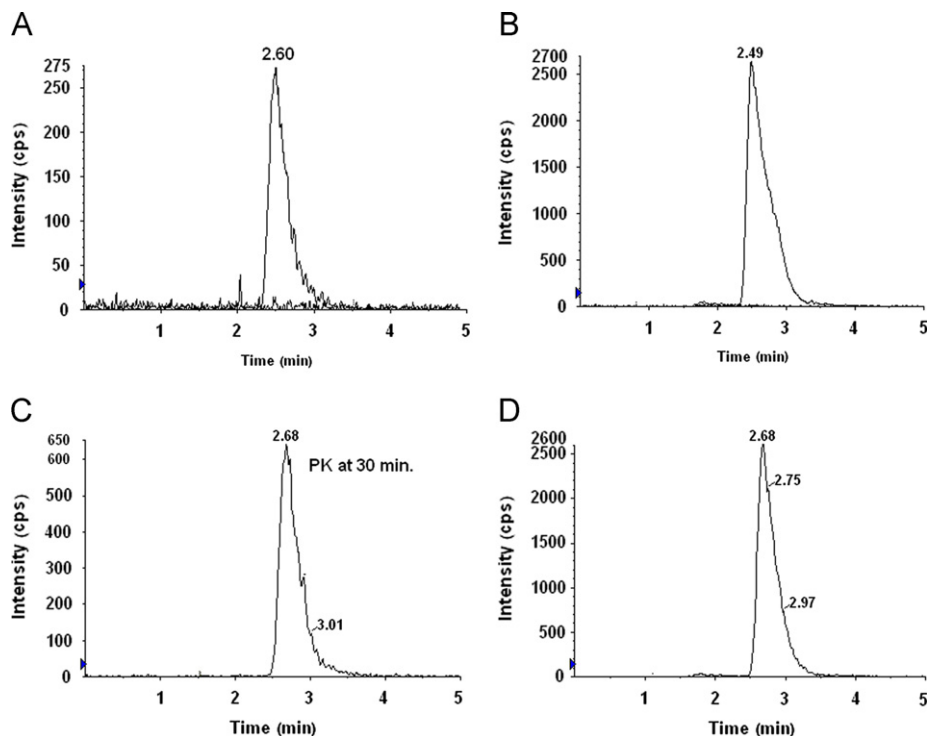 A
2.60
275
250
200
150
100
50
0
Intensity (cps)
1 2 3 4 5
Time (min)
B
2.49
2700
2500
2000
1500
1000
500
0
Intensity (cps)
1 2 3 4 5
Time (min)
C
2.68
PK at 30 min.
3.01
650
600
500
400
300
200
100
0
Intensity (cps)
1 2 3 4 5
Time (min)
D
2.68
2.75
2.97
2600
2500
2000
1500
1000
500
0
Intensity (cps)
1 2 3 4 5
Time (min)